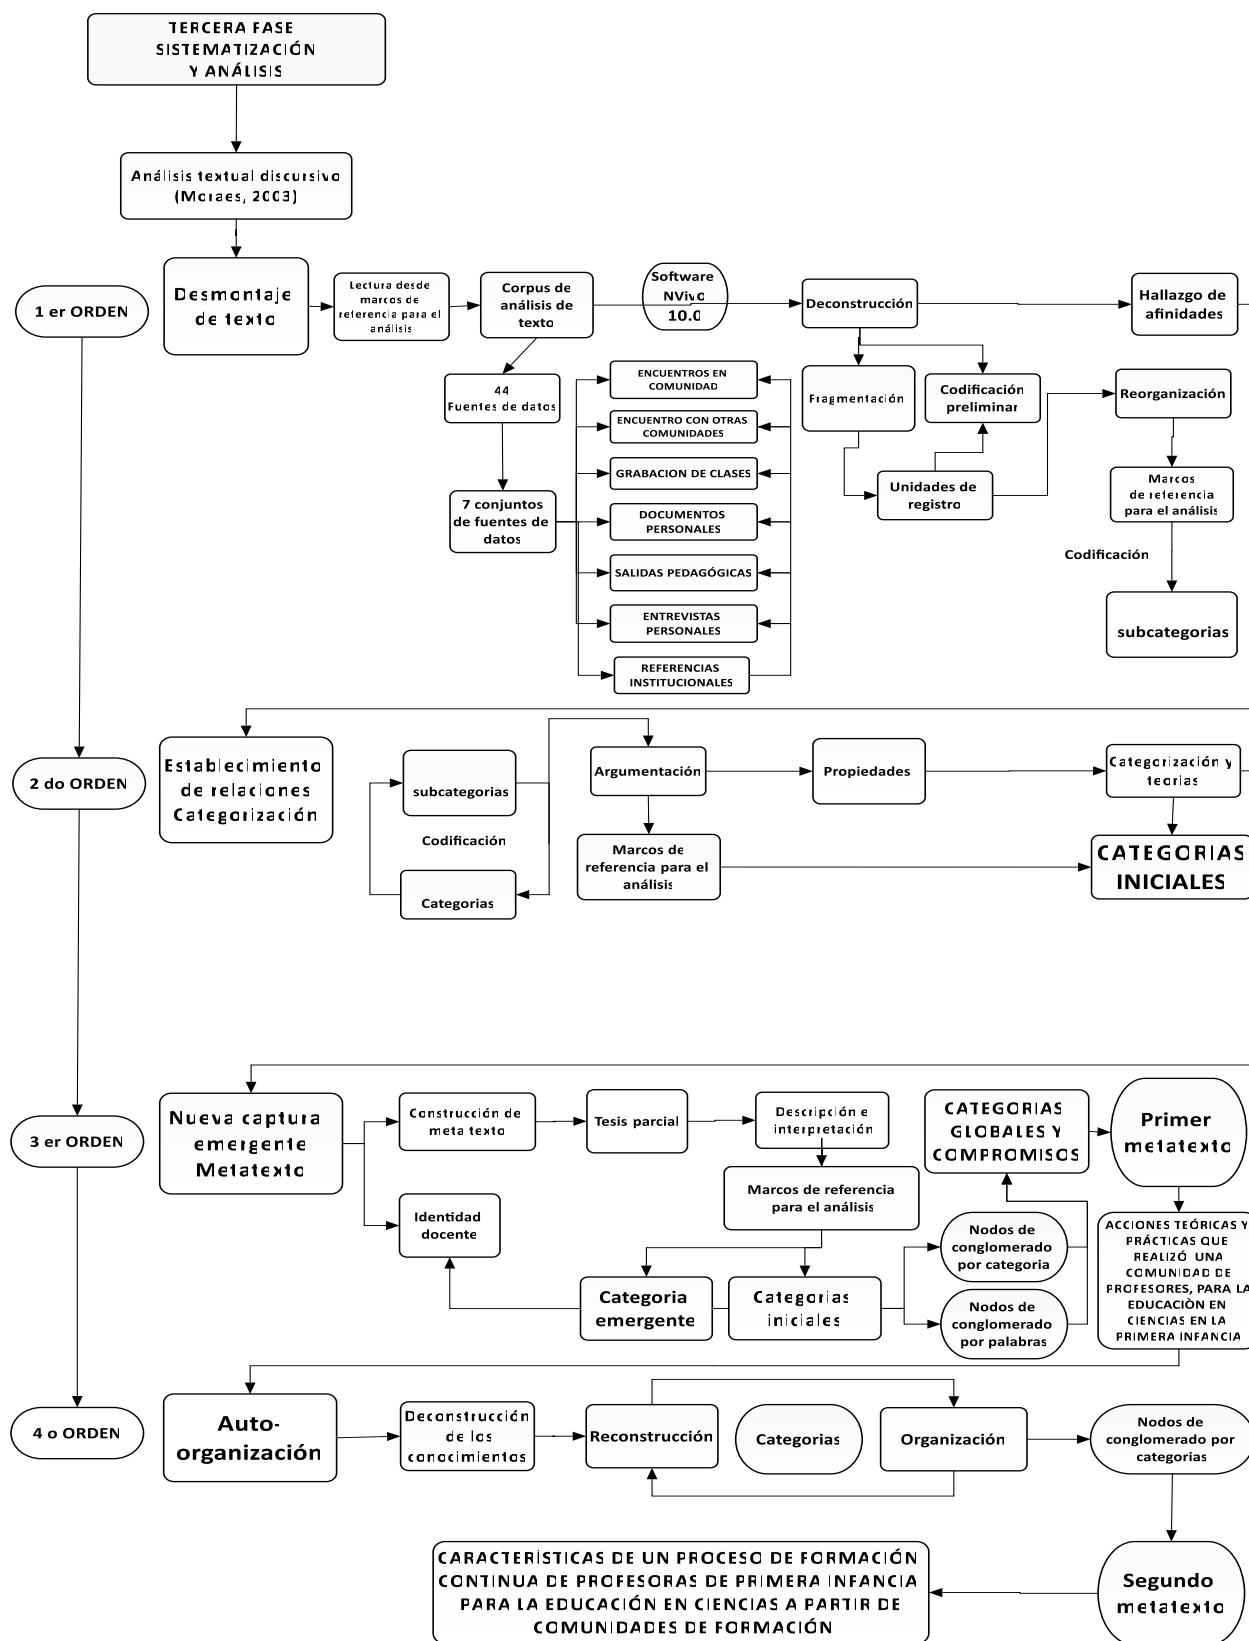 TERCERA FASE
SISTEMATIZACIÓN
Y ANÁLISIS
Análisis textual discursivo
(Moraes, 2003)
1 er ORDEN
Desmontaje
de texto
Lectura desde
marcos de
referencia para el
análisis
Corpus de
análisis de
texto
Software
NVivo
10.0
Deconstrucción
Hallazgo de
afinidades
44
Fuentes de datos
7 conjuntos
de fuentes de
datos
ENCUENTROS EN
COMUNIDAD
ENCUENTRO CON OTRAS
COMUNIDADES
GRABACION DE CLASES
DOCUMENTOS
PERSONALES
SALIDAS PEDAGÓGICAS
ENTREVISTAS
PERSONALES
REFERENCIAS
INSTITUCIONALES
Fragmentación
Codificación
preliminar
Unidades de
registro
Reorganización
Marcos
de referencia
para el análisis
Codificación
subcategorias
2 do ORDEN
Establecimiento
de relaciones
Categorización
subcategorias
Codificación
Categorias
Argumentación
Marcos de
referencia para el
análisis
Propiedades
Categorización y
teorias
CATEGORIAS
INICIALES
3 er ORDEN
Nueva captura
emergente
Metatexto
Construcción de
meta texto
Identidad
docente
Tesis parcial
Descripción e
interpretación
Marcos de referencia
para el análisis
Categoria
emergente
Categorias
iniciales
Nodos de
conglomerado
por categoria
Nodos de
conglomerado
por palabras
CATEGORIAS
GLOBALES Y
COMPROMISOS
Primer
metatexto
ACCIONES TEÓRICAS Y
PRÁCTICAS QUE
REALIZÓ UNA
COMUNIDAD DE
PROFESORES, PARA LA
EDUCACIÒN EN
CIENCIAS EN LA
PRIMERA INFANCIA
4 o ORDEN
Auto-
organización
Deconstrucción
de los
conocimientos
Reconstrucción
Categorias
Organización
Nodos de
conglomerado por
categorias
Segundo
metatexto
CARACTERÍSTICAS DE UN PROCESO DE FORMACIÓN
CONTINUA DE PROFESORAS DE PRIMERA INFANCIA
PARA LA EDUCACIÓN EN CIENCIAS A PARTIR DE
COMUNIDADES DE FORMACIÓN